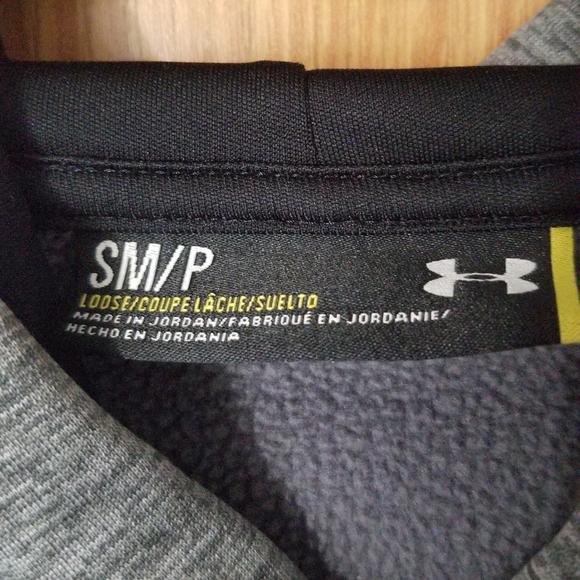 SM/P
LOOSE/COUPE LÂCHE/SUELTO
MADE IN JORDAN/FABRIQUÉ EN JORDANIE/
HECHO EN JORDANIA